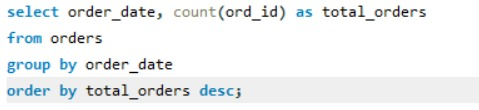 select order_date, count(ord_id) as total_orders
from orders
group by order_date
order by total_orders desc;